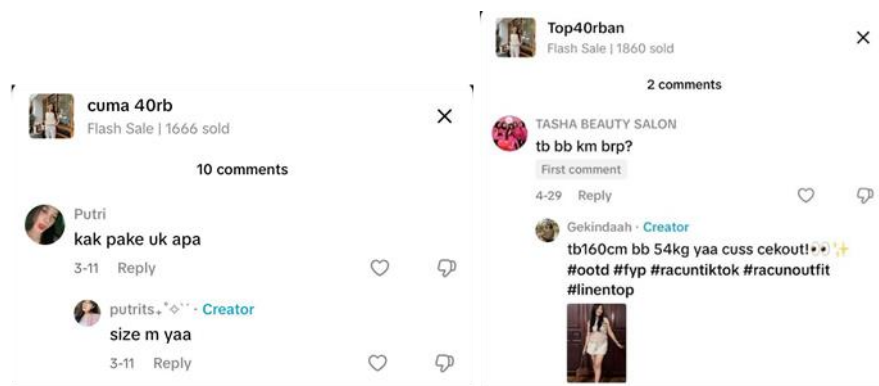 cuma 40rb
Flash Sale | 1666 sold
10 comments
Putri
kak pake uk apa
3-11 Reply
putrits₊˚✧ˋˋ · Creator
size m yaa
3-11 Reply
Top40rban
Flash Sale | 1860 sold
2 comments
TASHA BEAUTY SALON
tb bb km brp?
First comment
4-29 Reply
Gekindaah · Creator
tb160cm bb 54kg yaa cuss cekout!👀✨
#ootd #fyp #racuntiktok #racunoutfit
#linentop